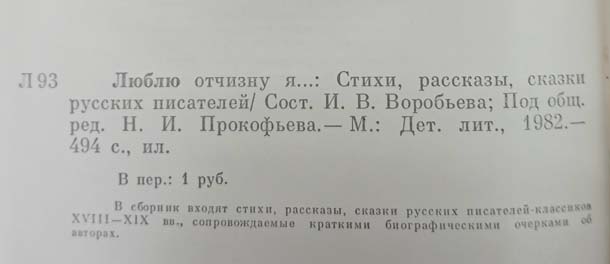 Л 93 Люблю отчизну я...: Стихи, рассказы, сказки
русских писателей/ Сост. И. В. Воробьева; Под общ.
ред. Н. И. Прокофьева.— М.: Дет. лит., 1982.—
494 с., ил.
В пер.: 1 руб.
В сборник входят стихи, рассказы, сказки русских писателей-классиков
XVIII—XIX вв., сопровождаемые краткими биографическими очерками об
авторах.